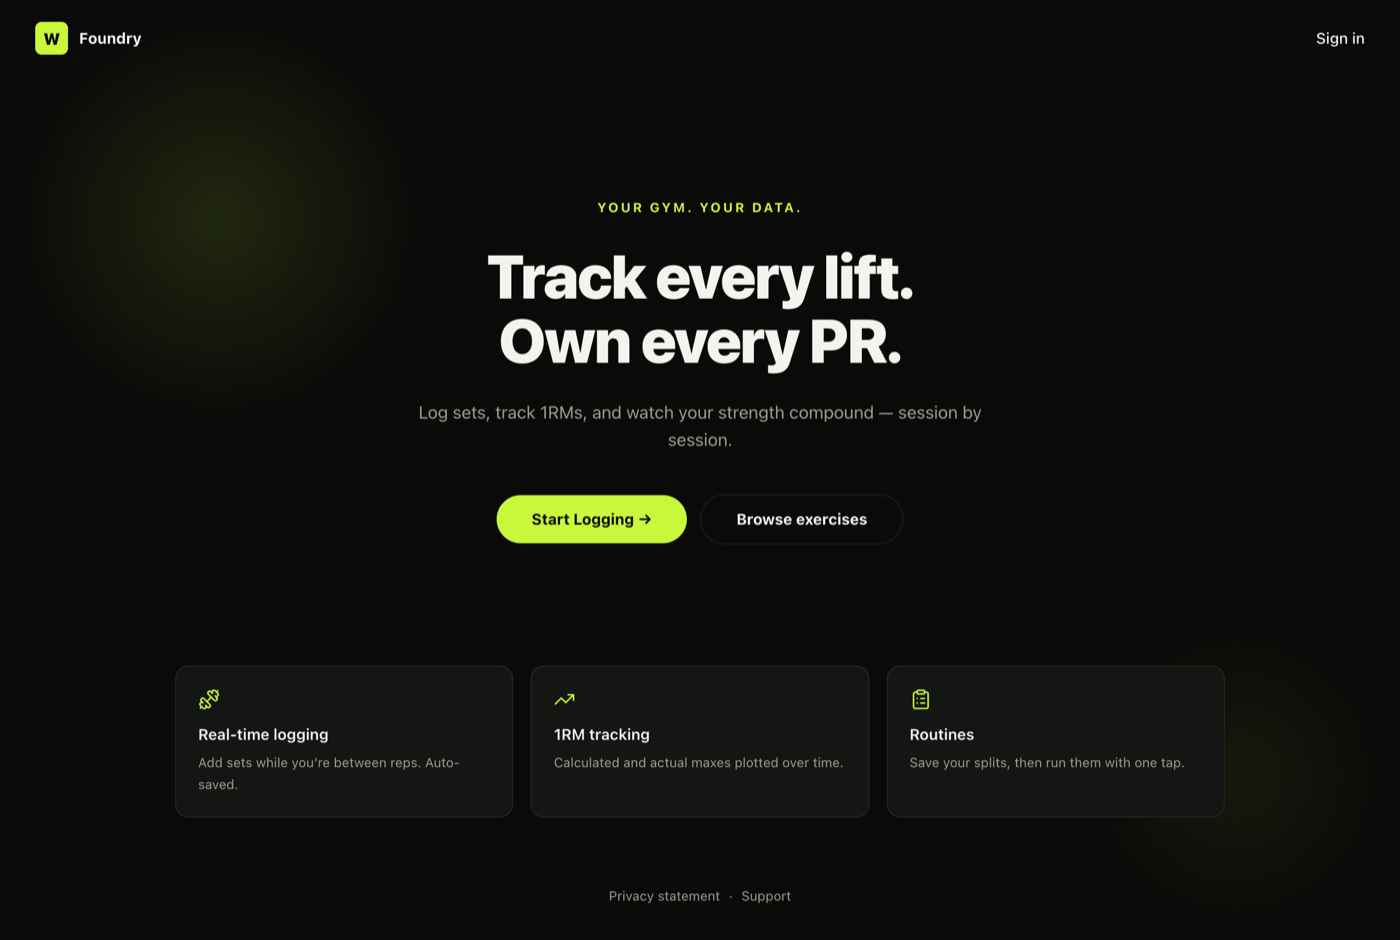 W
Foundry
Sign in
YOUR GYM. YOUR DATA.
Track every lift.
Own every PR.
Log sets, track 1RMs, and watch your strength compound — session by
session.
Start Logging →
Browse exercises
Real-time logging
Add sets while you're between reps. Auto-
saved.
1RM tracking
Calculated and actual maxes plotted over time.
Routines
Save your splits, then run them with one tap.
Privacy statement · Support